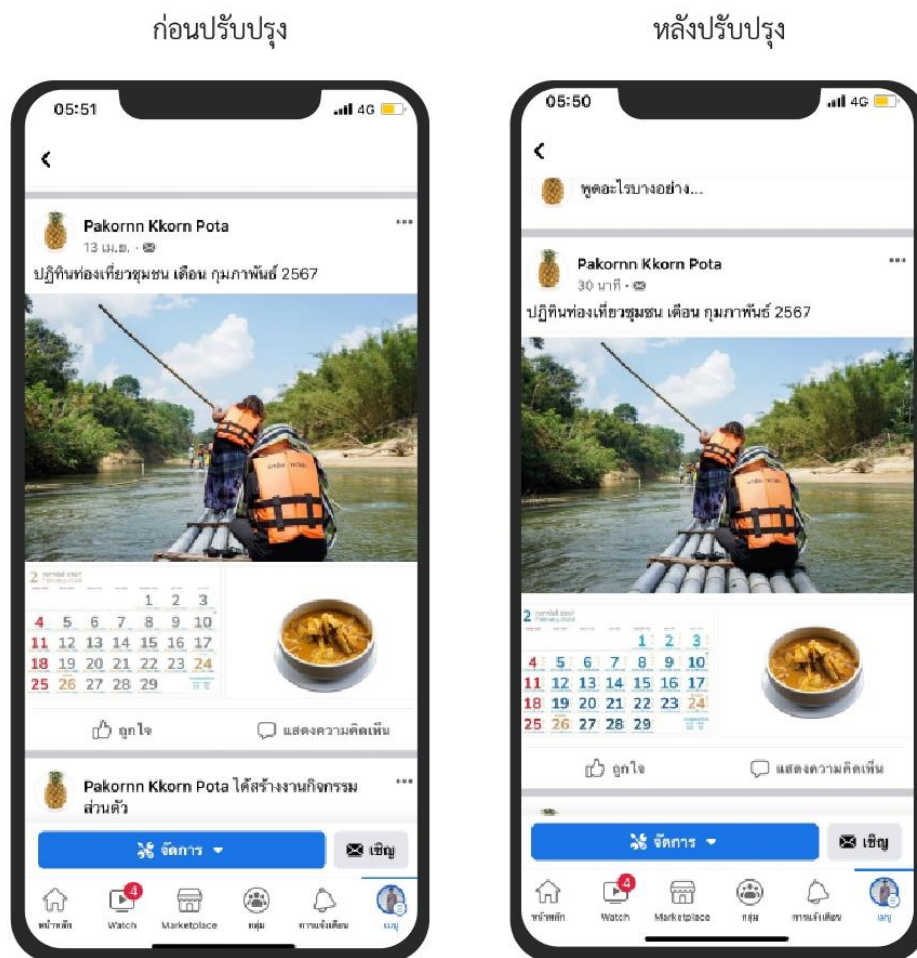 ก่อนปรับปรุง
05:51
4G
Pakornn Kkorn Pota
13 เม.ย.
ปฏิทินท่องเที่ยวชุมชน เดือน กุมภาพันธ์ 2567
2
1 2 3
4 5 6 7 8 9 10
11 12 13 14 15 16 17
18 19 20 21 22 23 24
25 26 27 28 29
ถูกใจ
แสดงความคิดเห็น
Pakornn Kkorn Pota ได้สร้างงานกิจกรรม
ส่วนตัว
จัดการ
เชิญ
4
หน้าหลัก
Watch
Marketplace
กลุ่ม
การแจ้งเตือน
เมนู
หลังปรับปรุง
05:50
4G
พูดอะไรบางอย่าง...
Pakornn Kkorn Pota
30 นาที
ปฏิทินท่องเที่ยวชุมชน เดือน กุมภาพันธ์ 2567
2
1 2 3
4 5 6 7 8 9 10
11 12 13 14 15 16 17
18 19 20 21 22 23 24
25 26 27 28 29
ถูกใจ
แสดงความคิดเห็น
จัดการ
เชิญ
4
หน้าหลัก
Watch
Marketplace
กลุ่ม
การแจ้งเตือน
เมนู